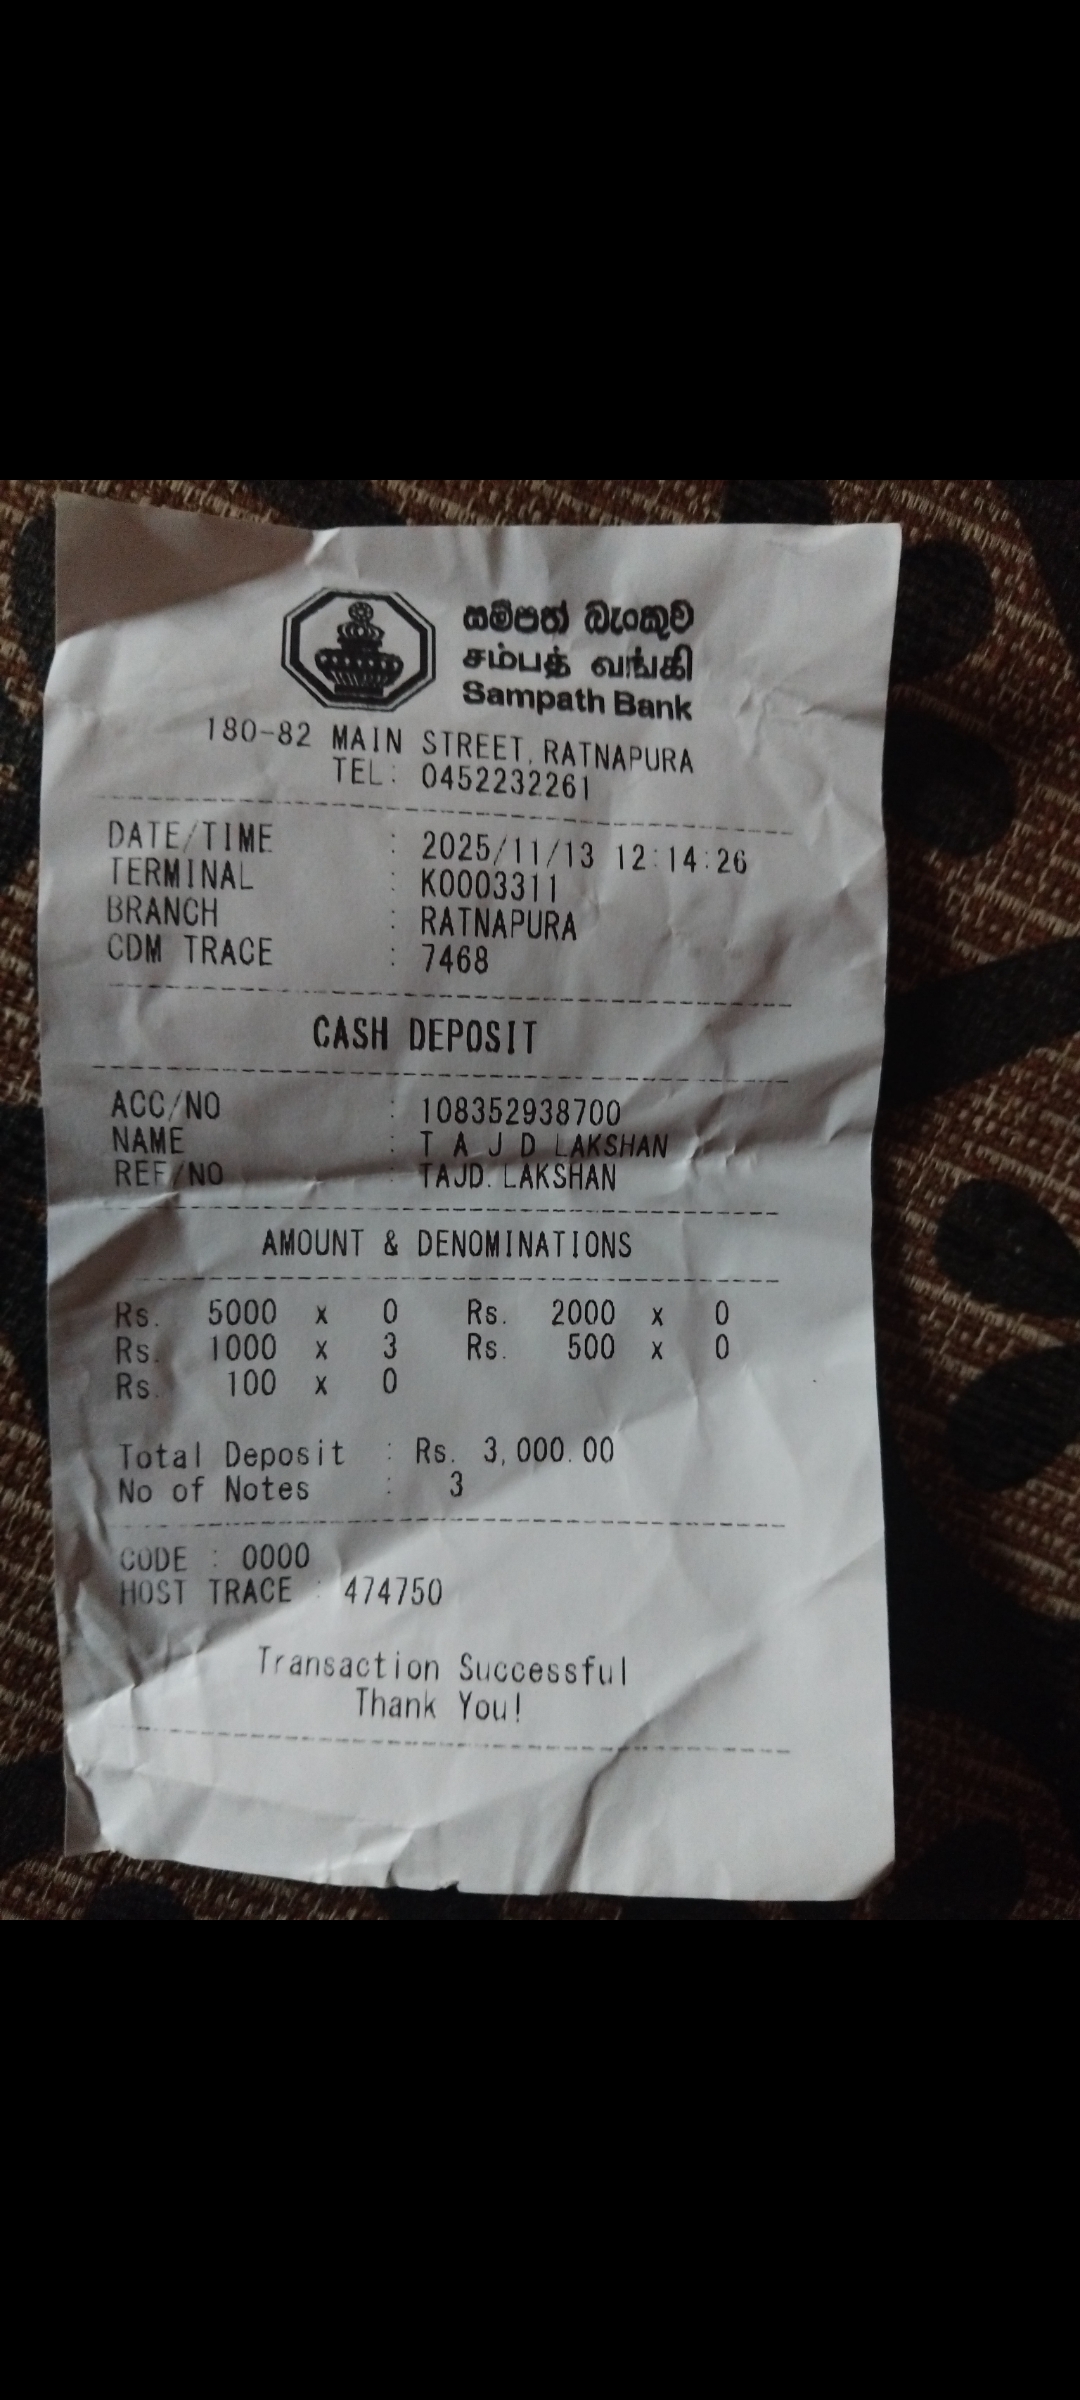 සම්පත් බැංකුව
சம்பத் வங்கி
Sampath Bank
180-82 MAIN STREET, RATNAPURA
TEL: 0452232261
DATE/TIME : 2025/11/13 12:14:26
TERMINAL : K0003311
BRANCH : RATNAPURA
CDM TRACE : 7468
CASH DEPOSIT
ACC/NO : 108352938700
NAME : T A J D LAKSHAN
REF/NO : TAJD. LAKSHAN
AMOUNT & DENOMINATIONS
Rs. 5000 x 0 Rs. 2000 x 0
Rs. 1000 x 3 Rs. 500 x 0
Rs. 100 x 0
Total Deposit : Rs. 3,000.00
No of Notes : 3
CODE : 0000
HOST TRACE : 474750
Transaction Successful
Thank You!